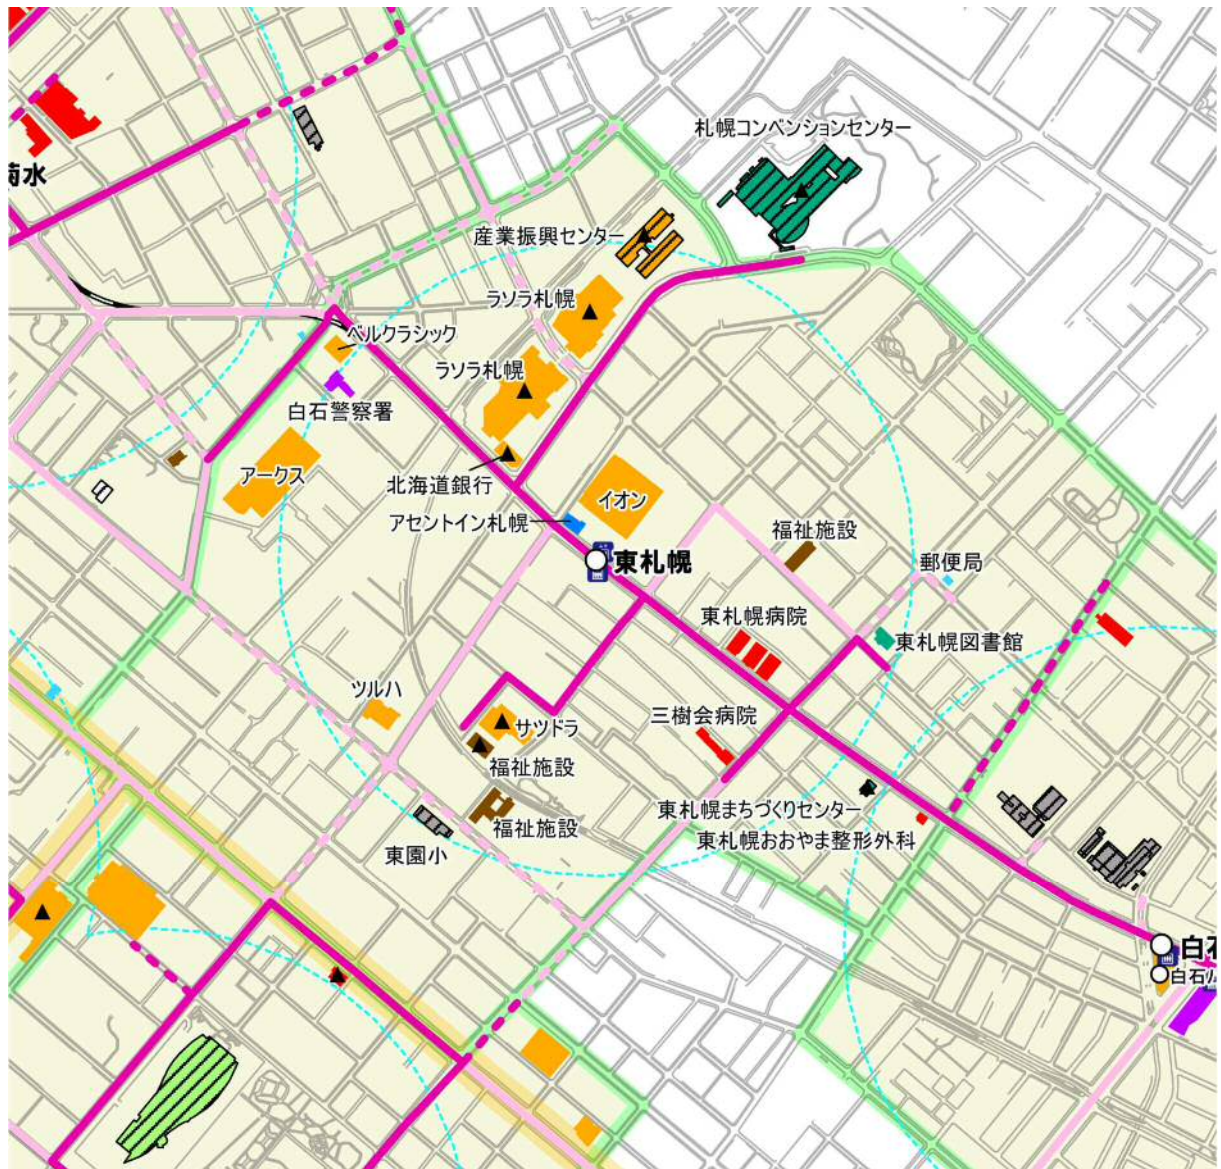 札幌コンベンションセンター
菊水
産業振興センター
ラソラ札幌
ベルクラシック
ラソラ札幌
白石警察署
アークス
北海道銀行
イオン
アセントイン札幌
福祉施設
東札幌
郵便局
東札幌病院
東札幌図書館
ツルハ
三樹会病院
サツドラ
福祉施設
東札幌まちづくりセンター
福祉施設
東札幌おおやま整形外科
東園小
白石
白石